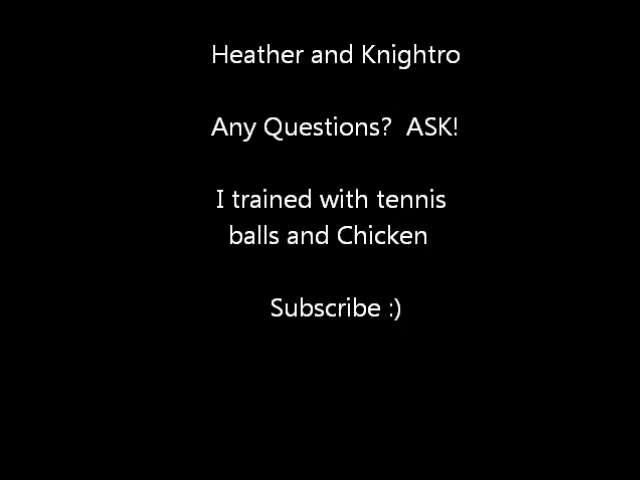 Heather and Knightro
Any Questions?  ASK!
I trained with tennis
balls and Chicken
Subscribe :)